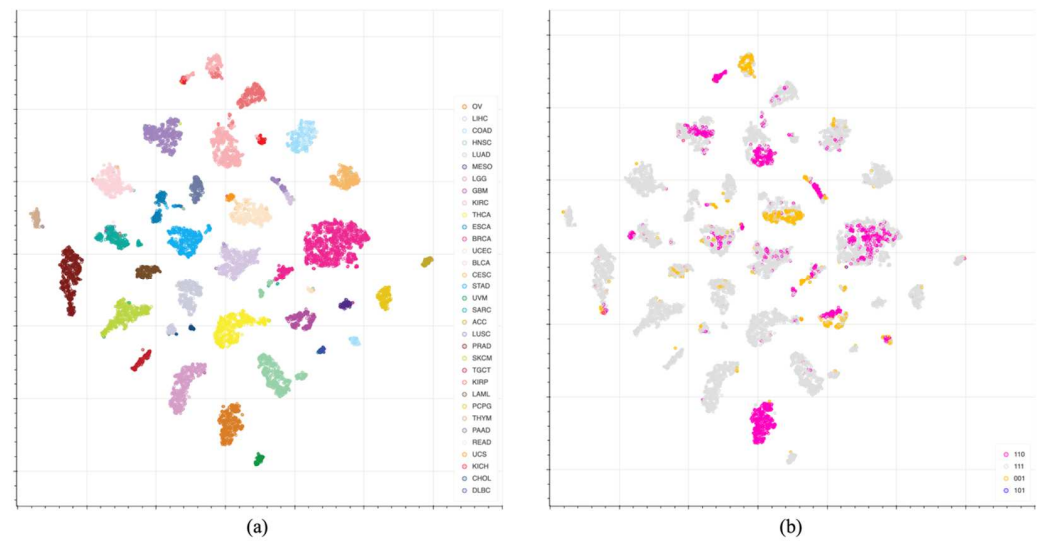 OV
LIHC
COAD
HNSC
LUAD
MESO
LGG
GBM
KIRC
THCA
ESCA
BRCA
UCEC
BLCA
CESC
STAD
UVM
SARC
ACC
LUSC
PRAD
SKCM
TGCT
KIRP
LAML
PCPG
THYM
PAAD
READ
UCS
KICH
CHOL
DLBC
110
111
001
101
(a)
(b)